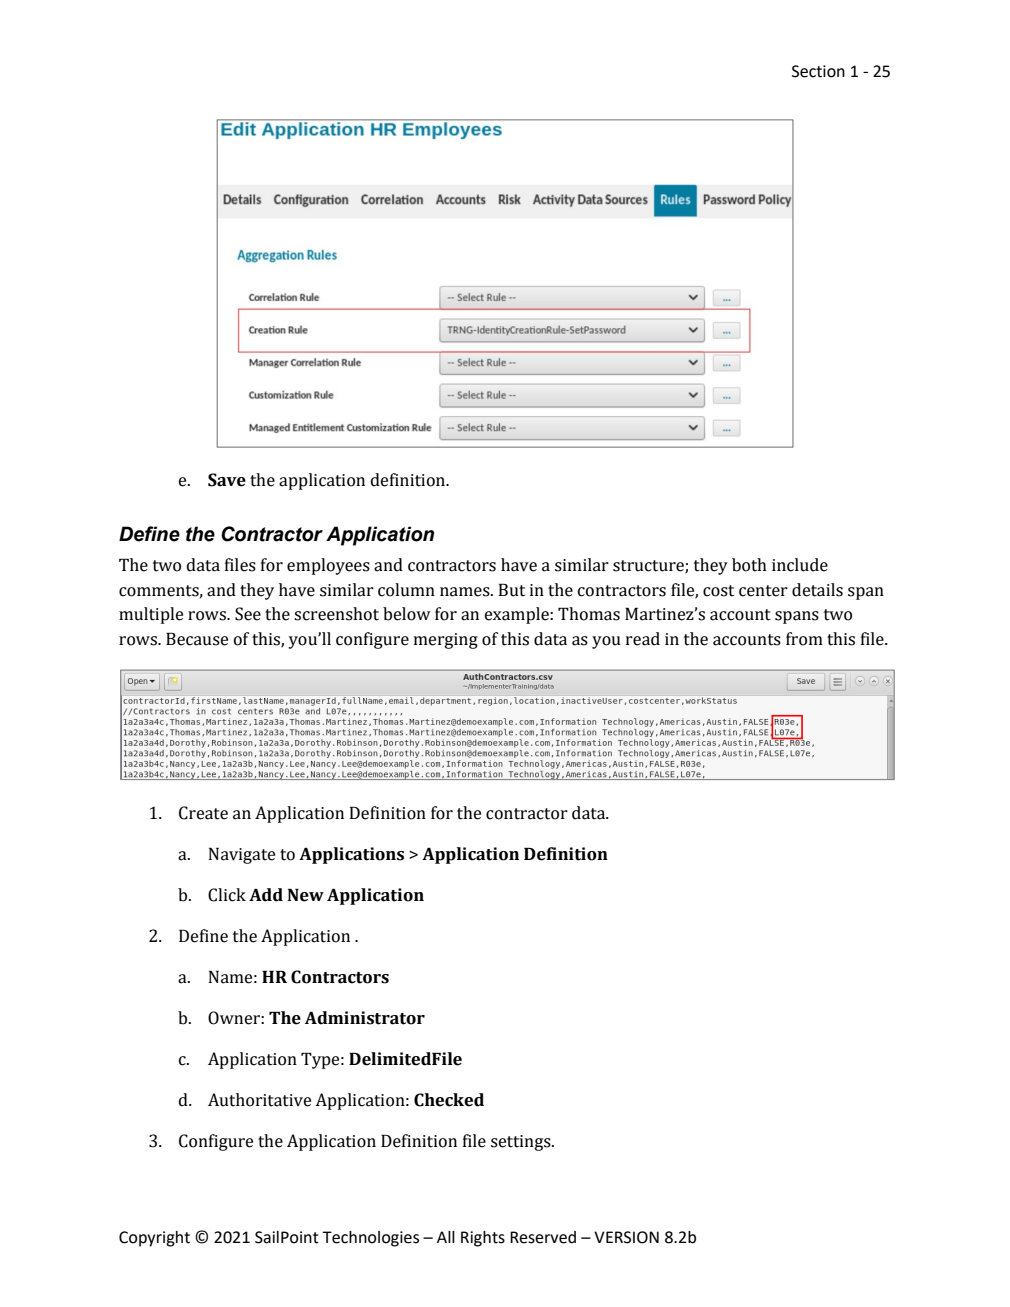 Section 1 - 25
Edit Application HR Employees
Details Configuration Correlation Accounts Risk Activity Data Sources Rules Password Policy
Aggregation Rules
Correlation Rule -- Select Rule -- ...
Creation Rule TRNG-IdentityCreationRule-SetPassword ...
Manager Correlation Rule -- Select Rule -- ...
Customization Rule -- Select Rule -- ...
Managed Entitlement Customization Rule -- Select Rule -- ...
e. Save the application definition.
Define the Contractor Application
The two data files for employees and contractors have a similar structure; they both include
comments, and they have similar column names. But in the contractors file, cost center details span
multiple rows. See the screenshot below for an example: Thomas Martinez’s account spans two
rows. Because of this, you’ll configure merging of this data as you read in the accounts from this file.
Open AuthContractors.csv Save
~/ImplementerTraining/data
contractorId,firstName,lastName,managerId,fullName,email,department,region,location,inactiveUser,costcenter,workStatus
//Contractors in cost centers R03e and L07e,,,,,,,,,,,
1a2a3a4c,Thomas,Martinez,1a2a3a,Thomas.Martinez,Thomas.Martinez@demoexample.com,Information Technology,Americas,Austin,FALSE,R03e,
1a2a3a4c,Thomas,Martinez,1a2a3a,Thomas.Martinez,Thomas.Martinez@demoexample.com,Information Technology,Americas,Austin,FALSE,L07e,
1a2a3a4d,Dorothy,Robinson,1a2a3a,Dorothy.Robinson,Dorothy.Robinson@demoexample.com,Information Technology,Americas,Austin,FALSE,R03e,
1a2a3a4d,Dorothy,Robinson,1a2a3a,Dorothy.Robinson,Dorothy.Robinson@demoexample.com,Information Technology,Americas,Austin,FALSE,L07e,
1a2a3b4c,Nancy,Lee,1a2a3b,Nancy.Lee,Nancy.Lee@demoexample.com,Information Technology,Americas,Austin,FALSE,R03e,
1a2a3b4c,Nancy,Lee,1a2a3b,Nancy.Lee,Nancy.Lee@demoexample.com,Information Technology,Americas,Austin,FALSE,L07e,
1. Create an Application Definition for the contractor data.
a. Navigate to Applications > Application Definition
b. Click Add New Application
2. Define the Application .
a. Name: HR Contractors
b. Owner: The Administrator
c. Application Type: DelimitedFile
d. Authoritative Application: Checked
3. Configure the Application Definition file settings.
Copyright © 2021 SailPoint Technologies – All Rights Reserved – VERSION 8.2b